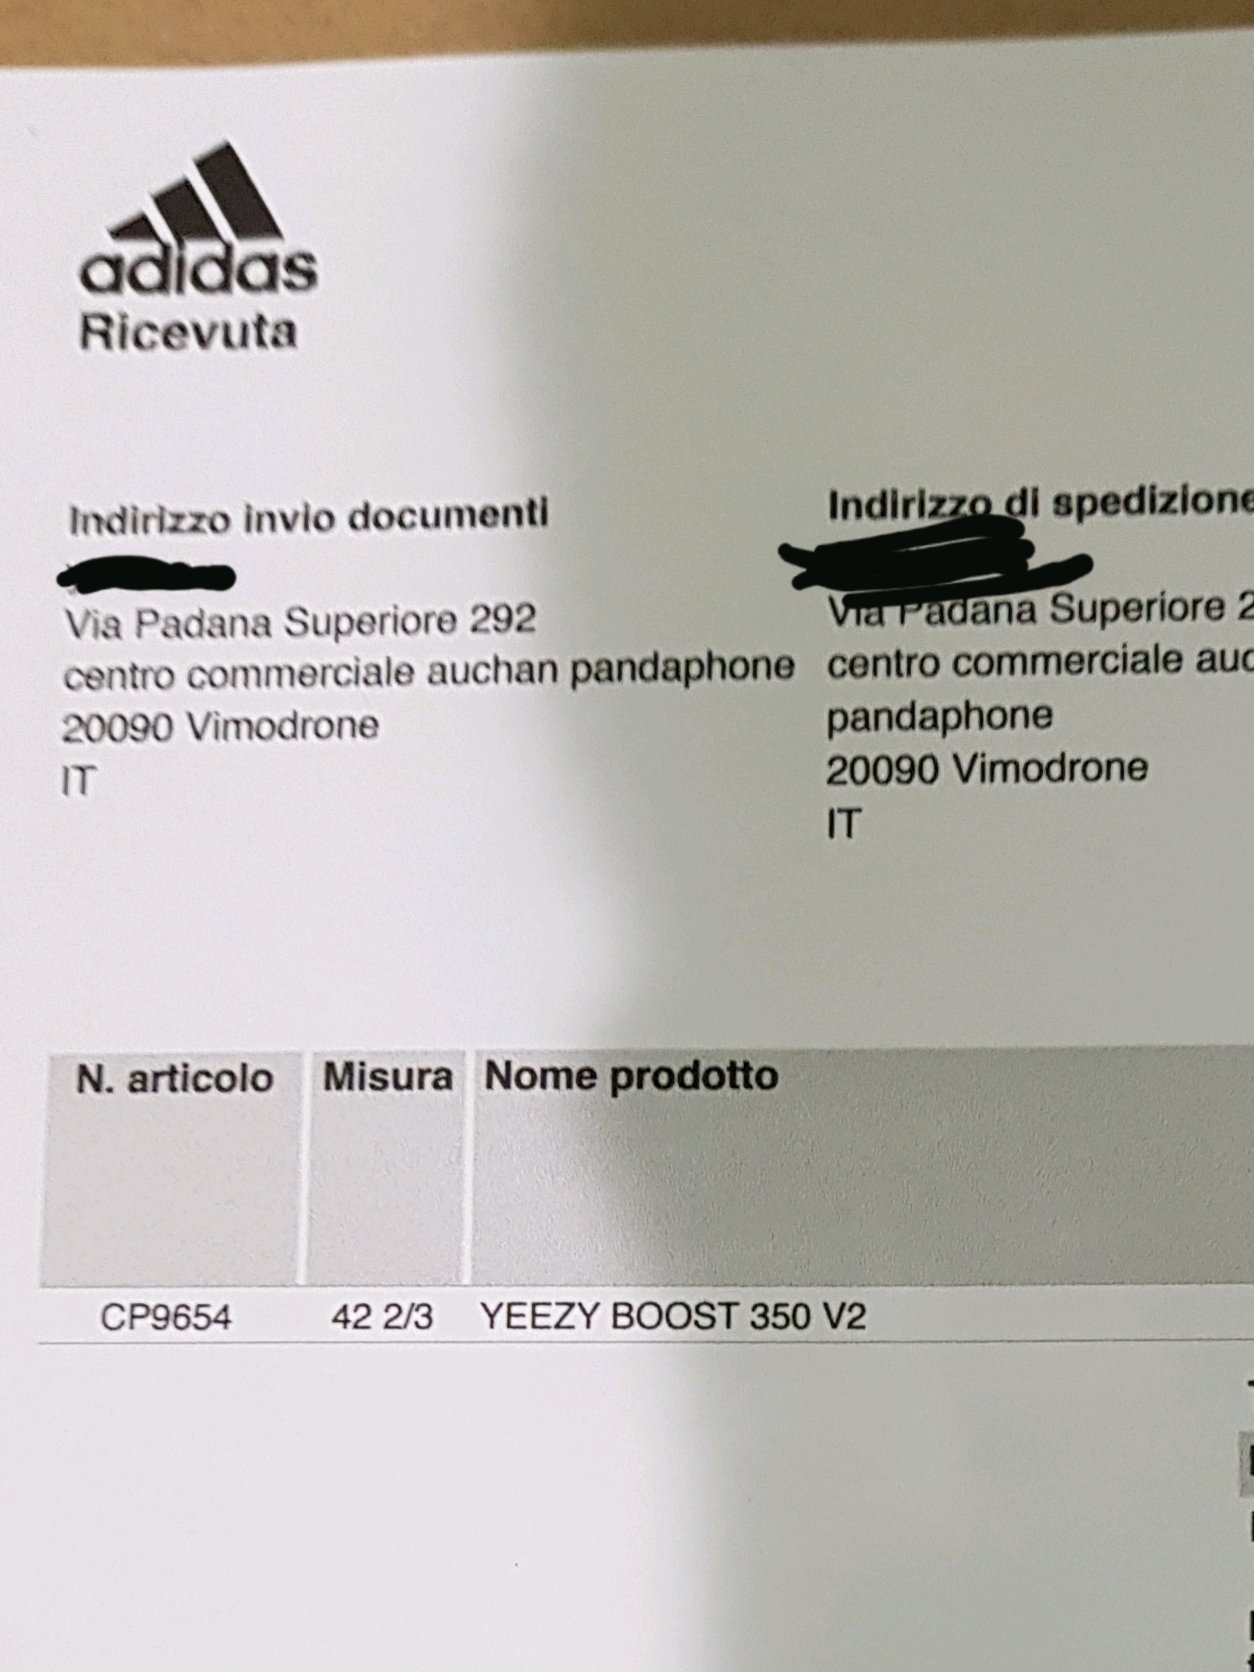 adidas
Ricevuta
Indirizzo invio documenti
Via Padana Superiore 292
centro commerciale auchan pandaphone
20090 Vimodrone
IT
Indirizzo di spedizione
Via Padana Superiore 2
centro commerciale auc
pandaphone
20090 Vimodrone
IT
N. articolo Misura Nome prodotto
CP9654 42 2/3 YEEZY BOOST 350 V2